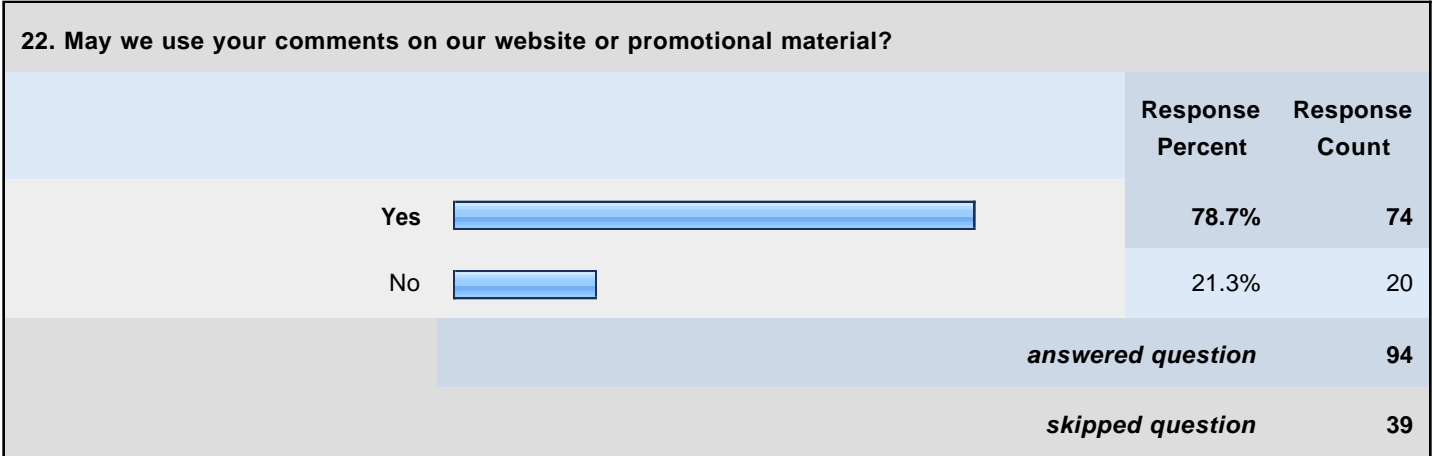 22. May we use your comments on our website or promotional material?
Response Percent
Response Count
Yes 78.7% 74
No 21.3% 20
answered question 94
skipped question 39